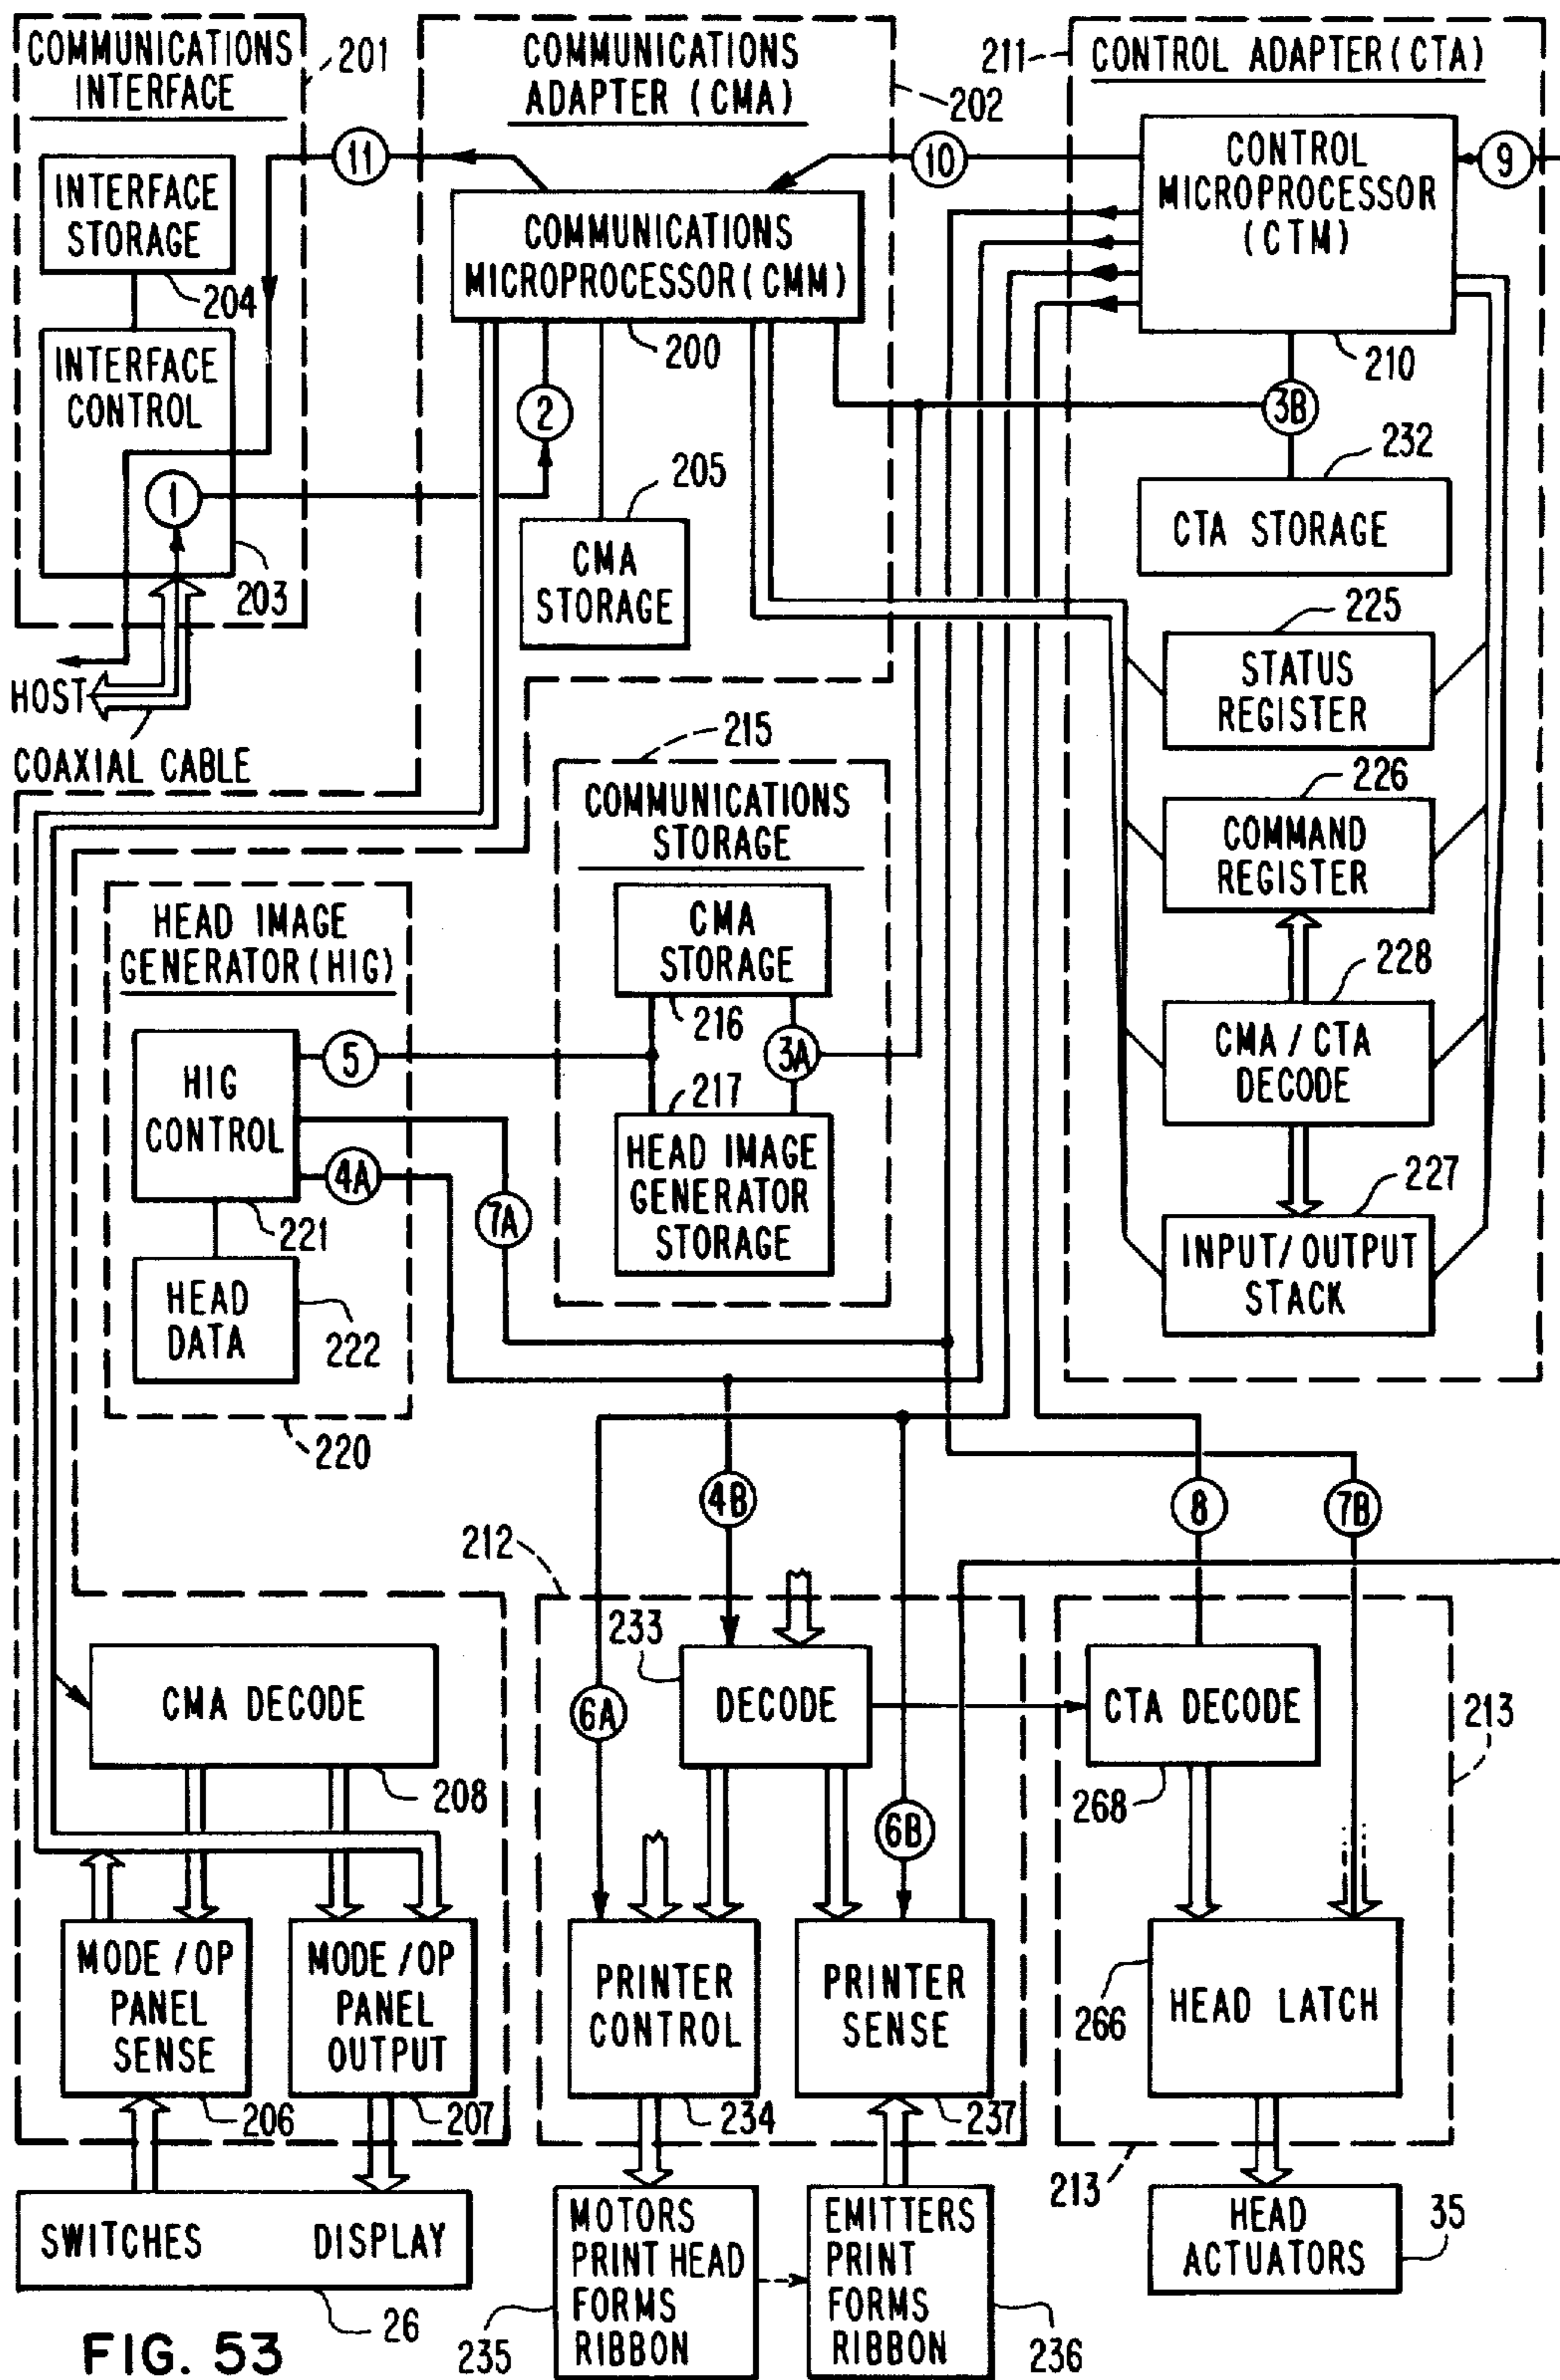 COMMUNICATIONS
INTERFACE
201
INTERFACE
STORAGE
204
INTERFACE
CONTROL
1
203
HOST
COAXIAL CABLE
11
COMMUNICATIONS
ADAPTER (CMA)
202
COMMUNICATIONS
MICROPROCESSOR (CMM)
200
2
205
CMA
STORAGE
10
211
CONTROL ADAPTER (CTA)
CONTROL
MICROPROCESSOR
(CTM)
9
210
3B
232
CTA STORAGE
225
STATUS
REGISTER
226
COMMAND
REGISTER
228
CMA / CTA
DECODE
227
INPUT/OUTPUT
STACK
215
COMMUNICATIONS
STORAGE
CMA
STORAGE
216
3A
217
HEAD IMAGE
GENERATOR
STORAGE
HEAD IMAGE
GENERATOR (HIG)
HIG
CONTROL
5
4A
7A
221
HEAD
DATA
222
220
4B
8
7B
212
233
DECODE
6A
6B
CTA DECODE
268
213
CMA DECODE
208
MODE / OP
PANEL
SENSE
206
MODE / OP
PANEL
OUTPUT
207
PRINTER
CONTROL
234
PRINTER
SENSE
237
266
HEAD LATCH
213
SWITCHES DISPLAY
26
MOTORS
PRINT HEAD
FORMS
RIBBON
235
EMITTERS
PRINT
FORMS
RIBBON
236
HEAD
ACTUATORS
35
FIG. 53